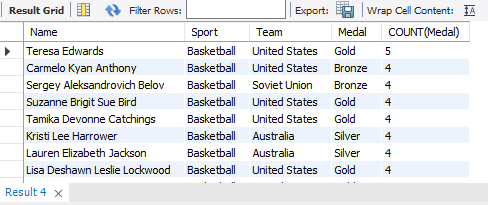 Result Grid Filter Rows: Export: Wrap Cell Content:
Name Sport Team Medal COUNT(Medal)
Teresa Edwards Basketball United States Gold 5
Carmelo Kyan Anthony Basketball United States Bronze 4
Sergey Aleksandrovich Belov Basketball Soviet Union Bronze 4
Suzanne Brigit Sue Bird Basketball United States Gold 4
Tamika Devonne Catchings Basketball United States Gold 4
Kristi Lee Harrower Basketball Australia Silver 4
Lauren Elizabeth Jackson Basketball Australia Silver 4
Lisa Deshawn Leslie Lockwood Basketball United States Gold 4
Result 4